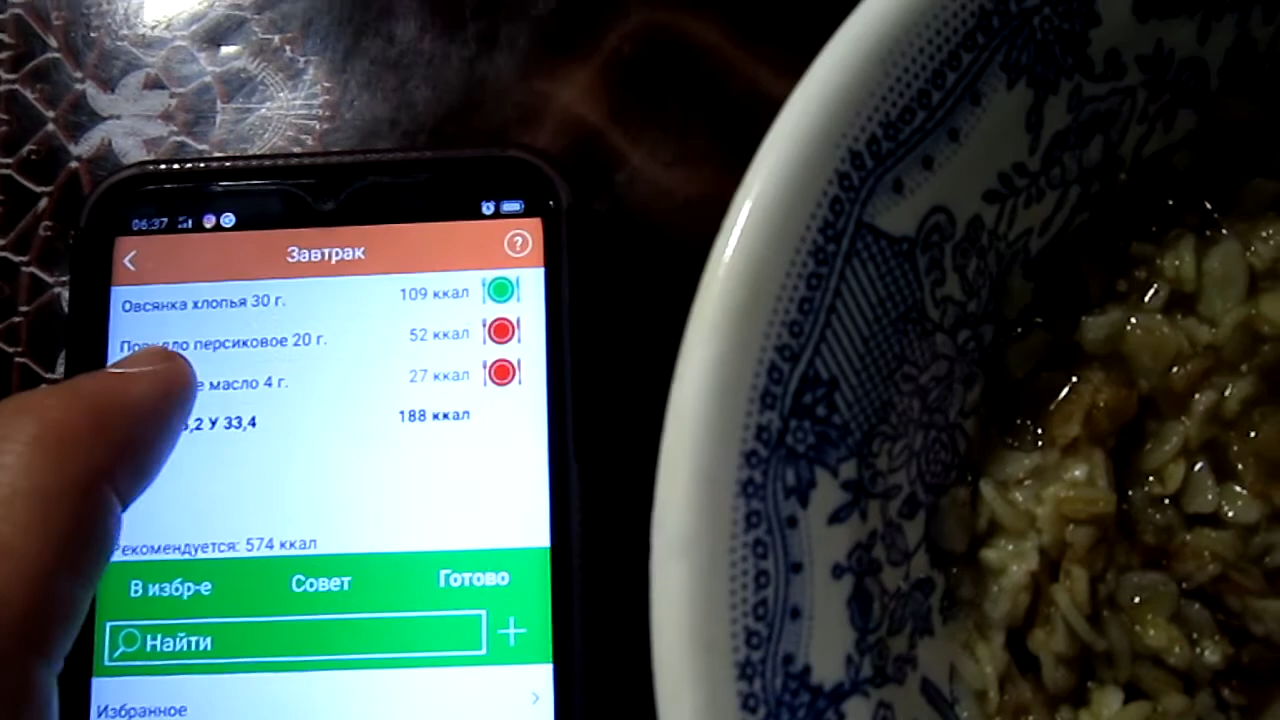 06:37
Завтрак ?
Овсянка хлопья 30 г. 109 ккал
персиковое 20 г. 52 ккал
масло 4 г. 27 ккал
,2 У 33,4 188 ккал
Рекомендуется: 574 ккал
В избр-е Совет Готово
Найти +
Избранное